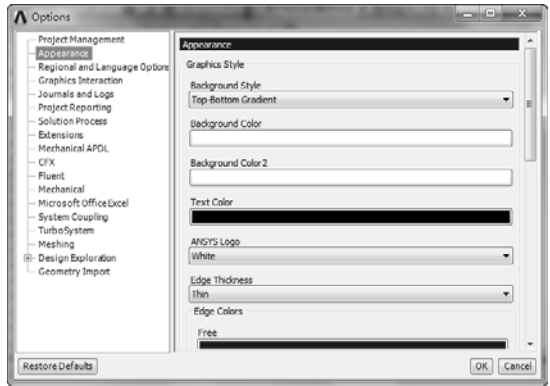 Options
Project Management
Appearance
Regional and Language Options
Graphics Interaction
Journals and Logs
Project Reporting
Solution Process
Extensions
Mechanical APDL
CFX
Fluent
Mechanical
Microsoft Office Excel
System Coupling
TurboSystem
Meshing
Design Exploration
Geometry Import
Appearance
Graphics Style
Background Style
Top-Bottom Gradient
Background Color
Background Color2
Text Color
ANSYS Logo
White
Edge Thickness
Thin
Edge Colors
Free
Restore Defaults
OK
Cancel